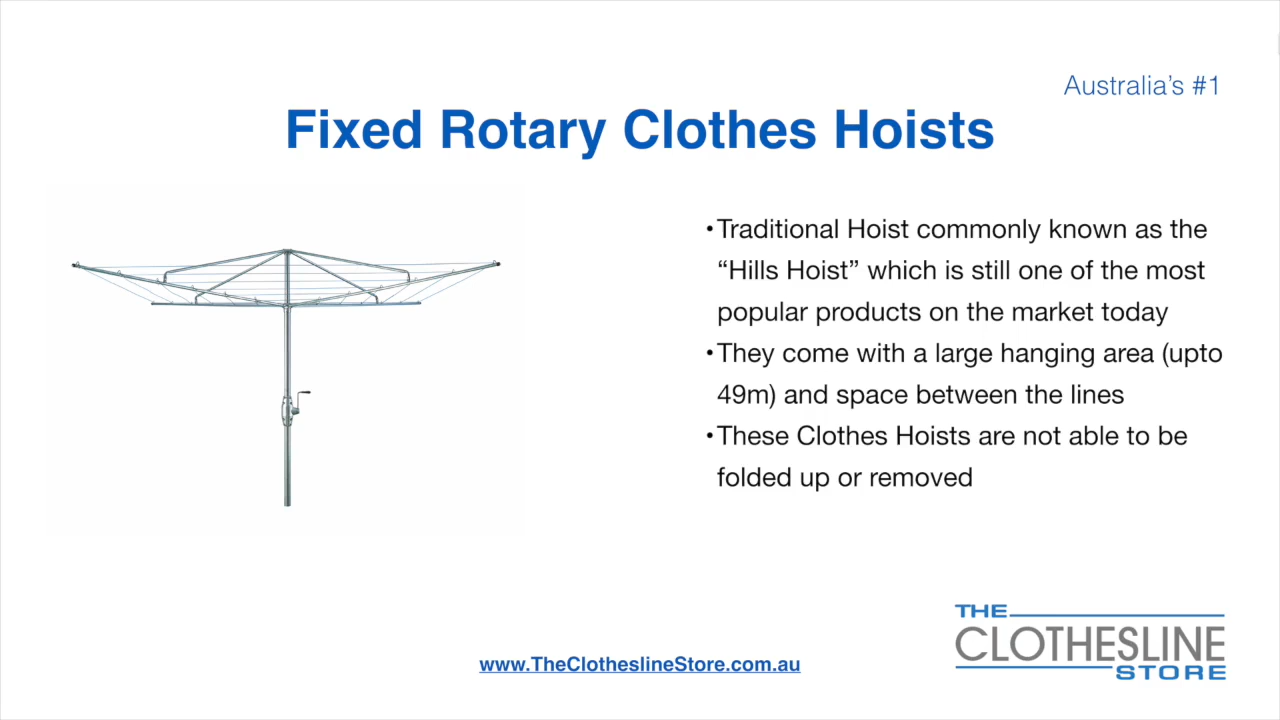 Australia's #1
Fixed Rotary Clothes Hoists
•Traditional Hoist commonly known as the
“Hills Hoist” which is still one of the most
popular products on the market today
•They come with a large hanging area (upto
49m) and space between the lines
•These Clothes Hoists are not able to be
folded up or removed
www.TheClotheslineStore.com.au
THE
CLOTHESLINE
STORE